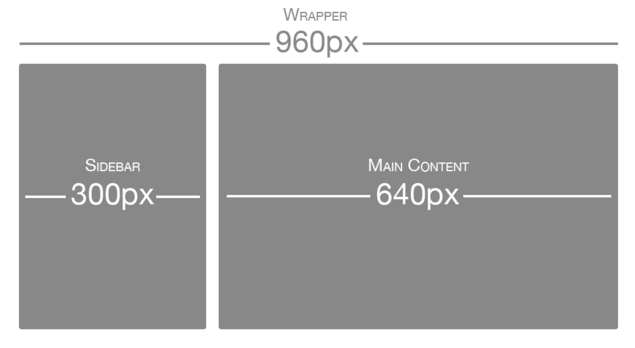 Wrapper
960px
Sidebar
300px
Main Content
640px